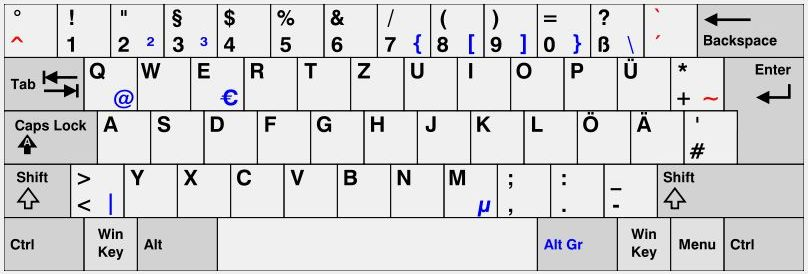 ° ! " § $ % & / ( ) = ? `
^ 1 2 ² 3 ³ 4 5 6 7 { 8 [ 9 ] 0 } ß \ ´ Backspace
Tab Q W E R T Z U I O P Ü * Enter
@ € + ~
Caps Lock A S D F G H J K L Ö Ä '
A #
Shift > Y X C V B N M ; : _ Shift
< | µ , . -
Ctrl Win Key Alt Alt Gr Win Key Menu Ctrl